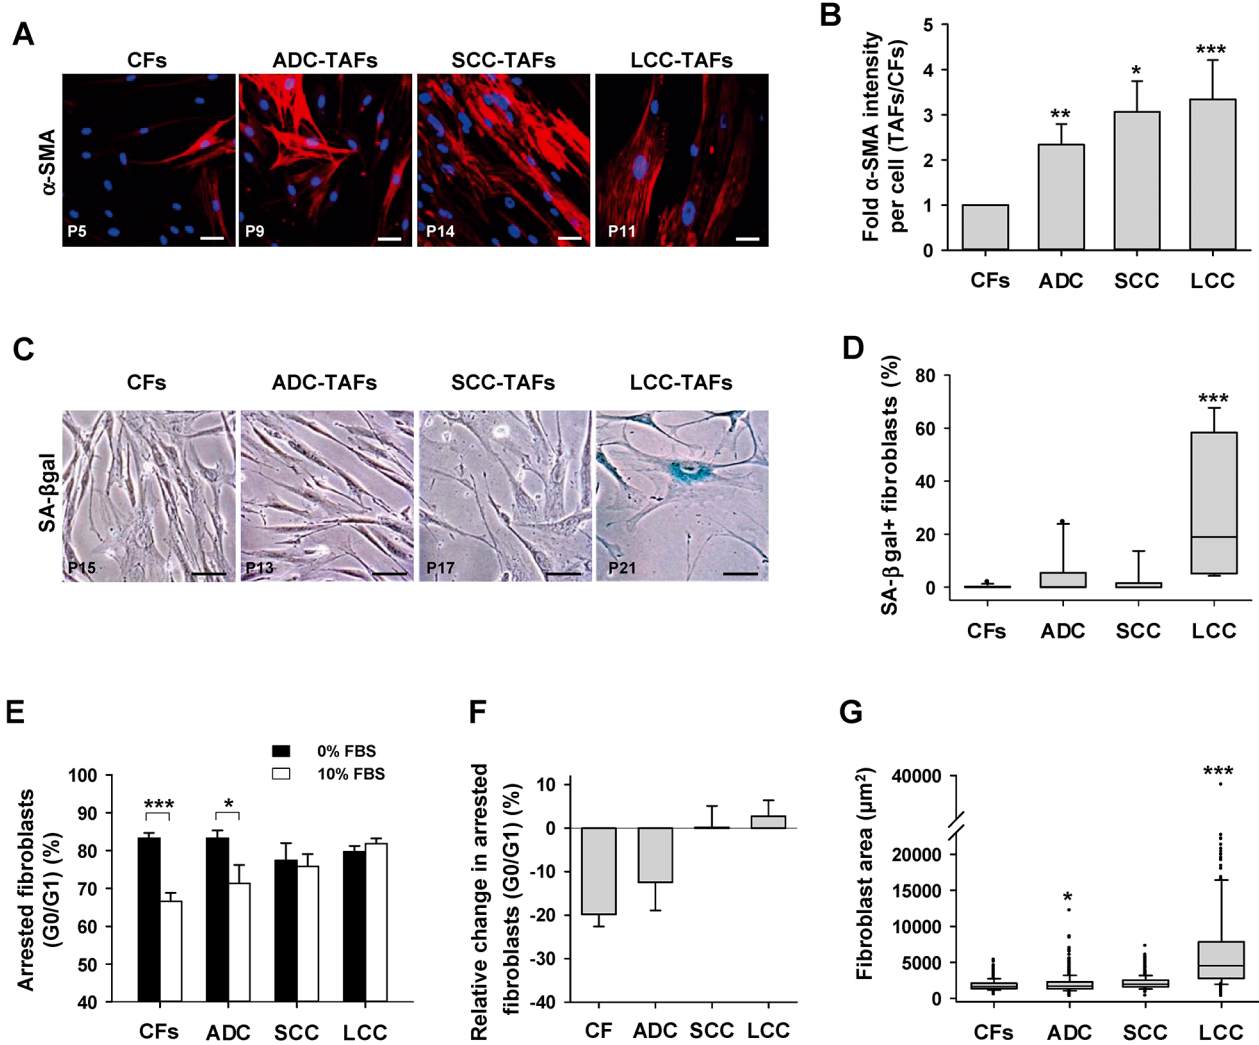 A
CFs
ADC-TAFs
SCC-TAFs
LCC-TAFs
α-SMA
P5
P9
P14
P11
B
Fold α-SMA intensity
per cell (TAFs/CFs)
5
4
3
2
1
0
**
*
***
CFs
ADC
SCC
LCC
C
CFs
ADC-TAFs
SCC-TAFs
LCC-TAFs
SA-βgal
P15
P13
P17
P21
D
SA-β gal+ fibroblasts (%)
80
60
40
20
0
***
CFs
ADC
SCC
LCC
E
0% FBS
10% FBS
Arrested fibroblasts
(G0/G1) (%)
100
90
80
70
60
50
40
***
*
CFs
ADC
SCC
LCC
F
Relative change in arrested
fibroblasts (G0/G1) (%)
10
0
-10
-20
-30
-40
CF
ADC
SCC
LCC
G
Fibroblast area (µm²)
40000
20000
15000
10000
5000
0
*
***
CFs
ADC
SCC
LCC